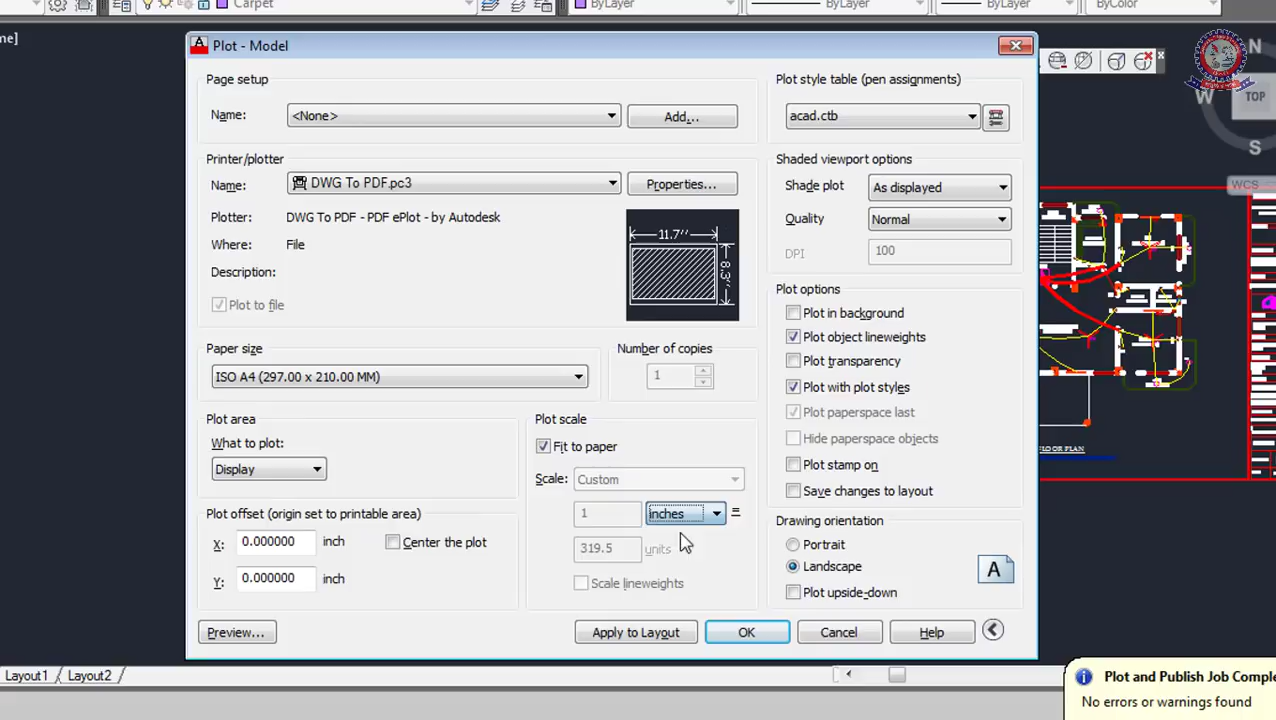 Carpet
ByLayer
ByLayer
ByLayer
ByColor
me]
Plot - Model
Page setup
Name:
<None>
Add...
Printer/plotter
Name:
DWG To PDF.pc3
Properties...
Plotter:
DWG To PDF - PDF ePlot - by Autodesk
Where:
File
Description:
Plot to file
11.7''
8.3''
Paper size
ISO A4 (297.00 x 210.00 MM)
Number of copies
1
Plot area
What to plot:
Display
Plot scale
Fit to paper
Scale:
Custom
1
inches
=
319.5
units
Scale lineweights
Plot offset (origin set to printable area)
X:
0.000000
inch
Center the plot
Y:
0.000000
inch
Plot style table (pen assignments)
acad.ctb
Shaded viewport options
Shade plot
As displayed
Quality
Normal
DPI
100
Plot options
Plot in background
Plot object lineweights
Plot transparency
Plot with plot styles
Plot paperspace last
Hide paperspace objects
Plot stamp on
Save changes to layout
Drawing orientation
Portrait
Landscape
A
Plot upside-down
Preview...
Apply to Layout
OK
Cancel
Help
N
W
TOP
S
WCS
FLOOR PLAN
Layout1
Layout2
Plot and Publish Job Comple
No errors or warnings found